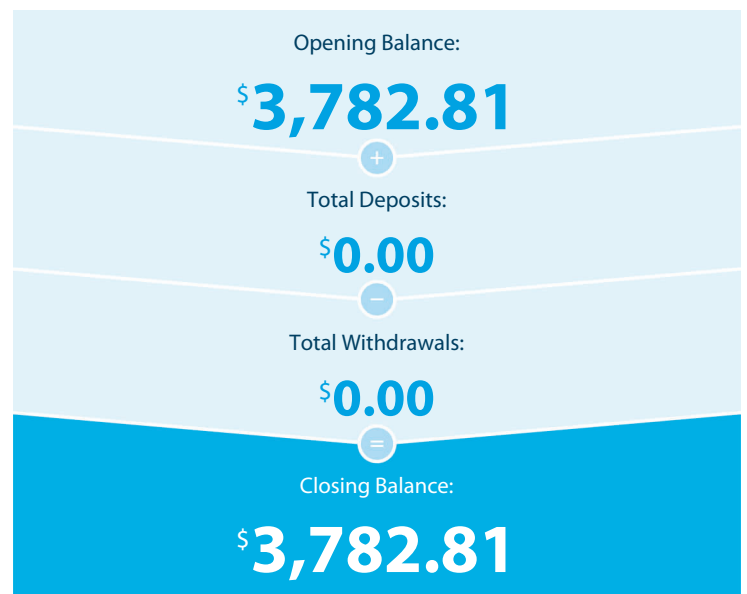 Opening Balance:
$3,782.81
+
Total Deposits:
$0.00
−
Total Withdrawals:
$0.00
=
Closing Balance:
$3,782.81